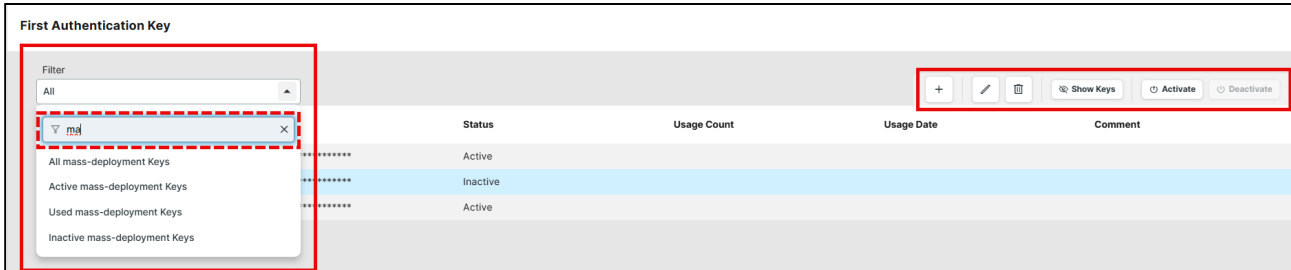 First Authentication Key
Filter
All
Show Keys
Activate
Deactivate
ma
Status Usage Count Usage Date Comment
All mass-deployment Keys
*********** Active
Active mass-deployment Keys
*********** Inactive
Used mass-deployment Keys
*********** Active
Inactive mass-deployment Keys